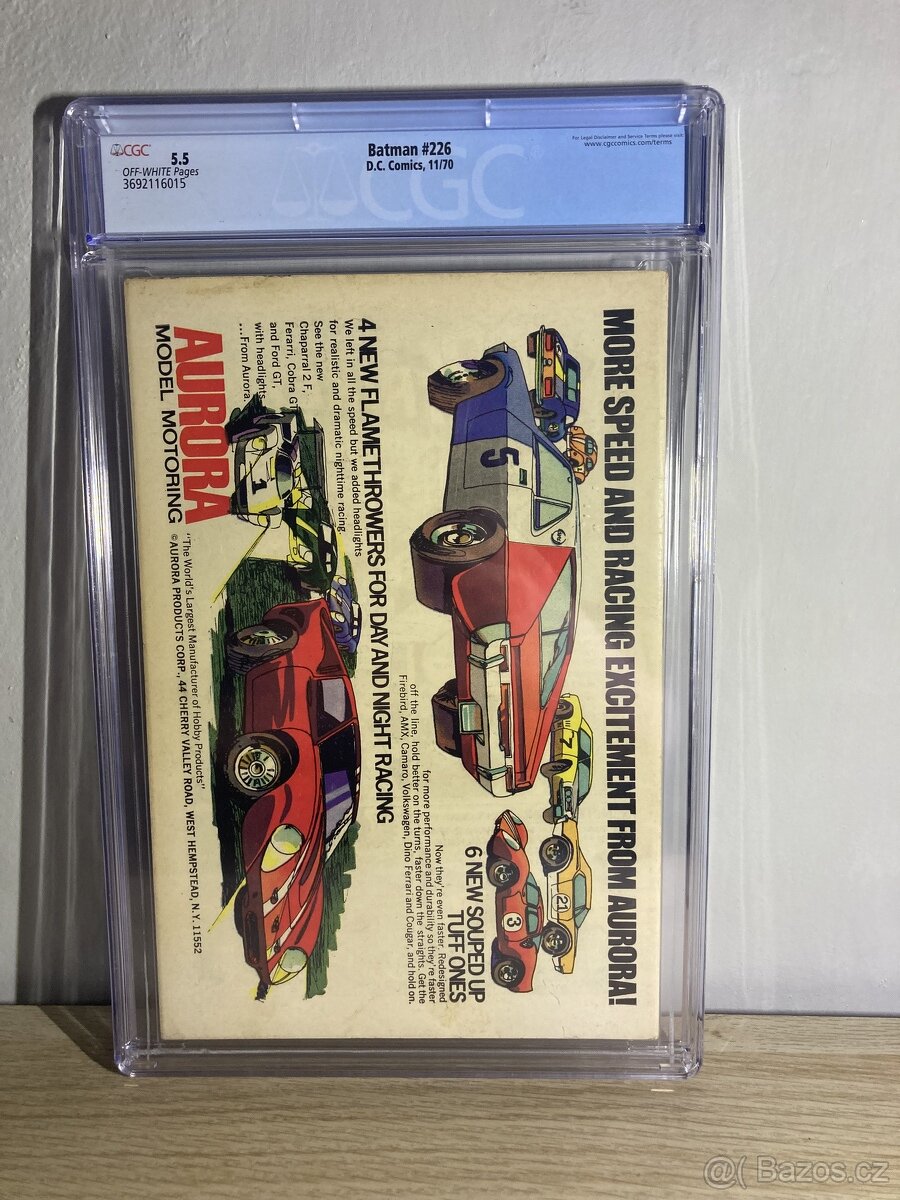 CGC
5.5
OFF-WHITE Pages
3692116015
Batman #226
D.C. Comics, 11/70
For Legal Disclaimer and Service Terms please visit:
www.cgccomics.com/terms
CGC
MORE SPEED AND RACING EXCITEMENT FROM AURORA!
5
7
21
3
6 NEW SOUPED UP
TUFF ONES
Now they're even faster. Redesigned
for more performance and durability so they're faster
off the line, hold better on the turns, faster down the straights. Get the
Firebird, AMX, Camaro, Volkswagen, Dino Ferrari and Cougar, and hold on.
4 NEW FLAMETHROWERS FOR DAY AND NIGHT RACING
We left in all the speed but we added headlights
for realistic and dramatic nighttime racing.
See the new
Chaparral 2 F,
Ferarri, Cobra GT
and Ford GT,
with headlights.
...From Aurora.
1
AURORA
MODEL MOTORING
"The World's Largest Manufacturer of Hobby Products"
©AURORA PRODUCTS CORP., 44 CHERRY VALLEY ROAD, WEST HEMPSTEAD, N.Y. 11552
@( Bazos.cz